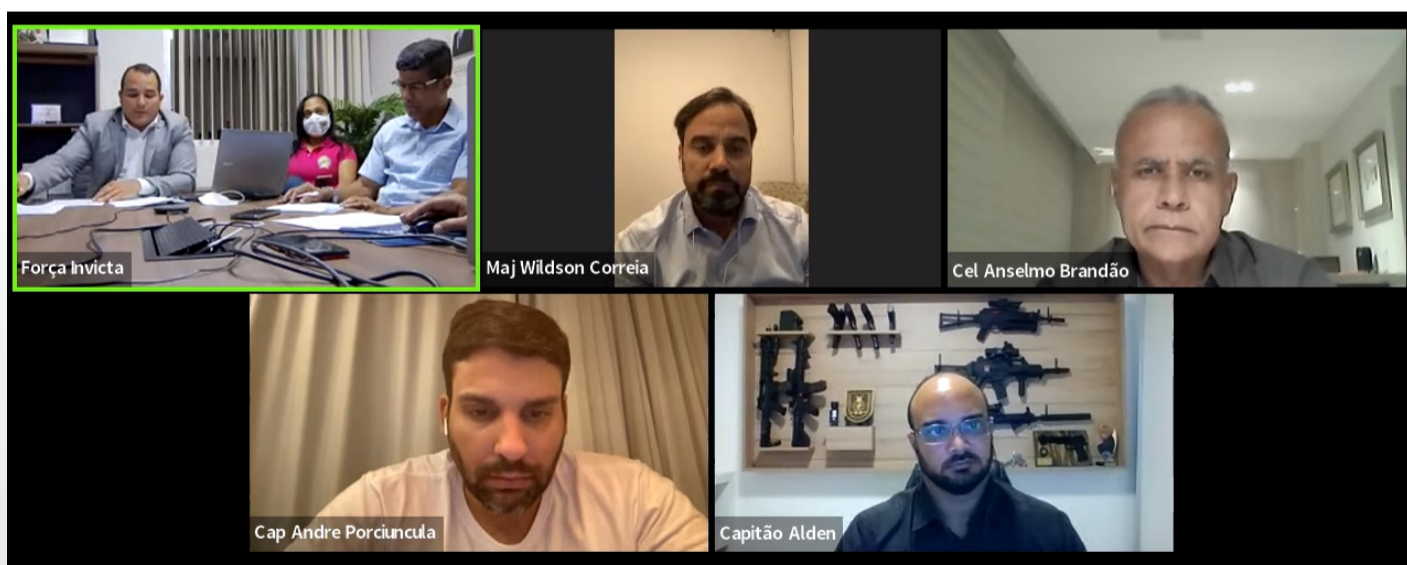 Força Invicta
Maj Wildson Correia
Cel Anselmo Brandão
Cap Andre Porciuncula
Capitão Alden